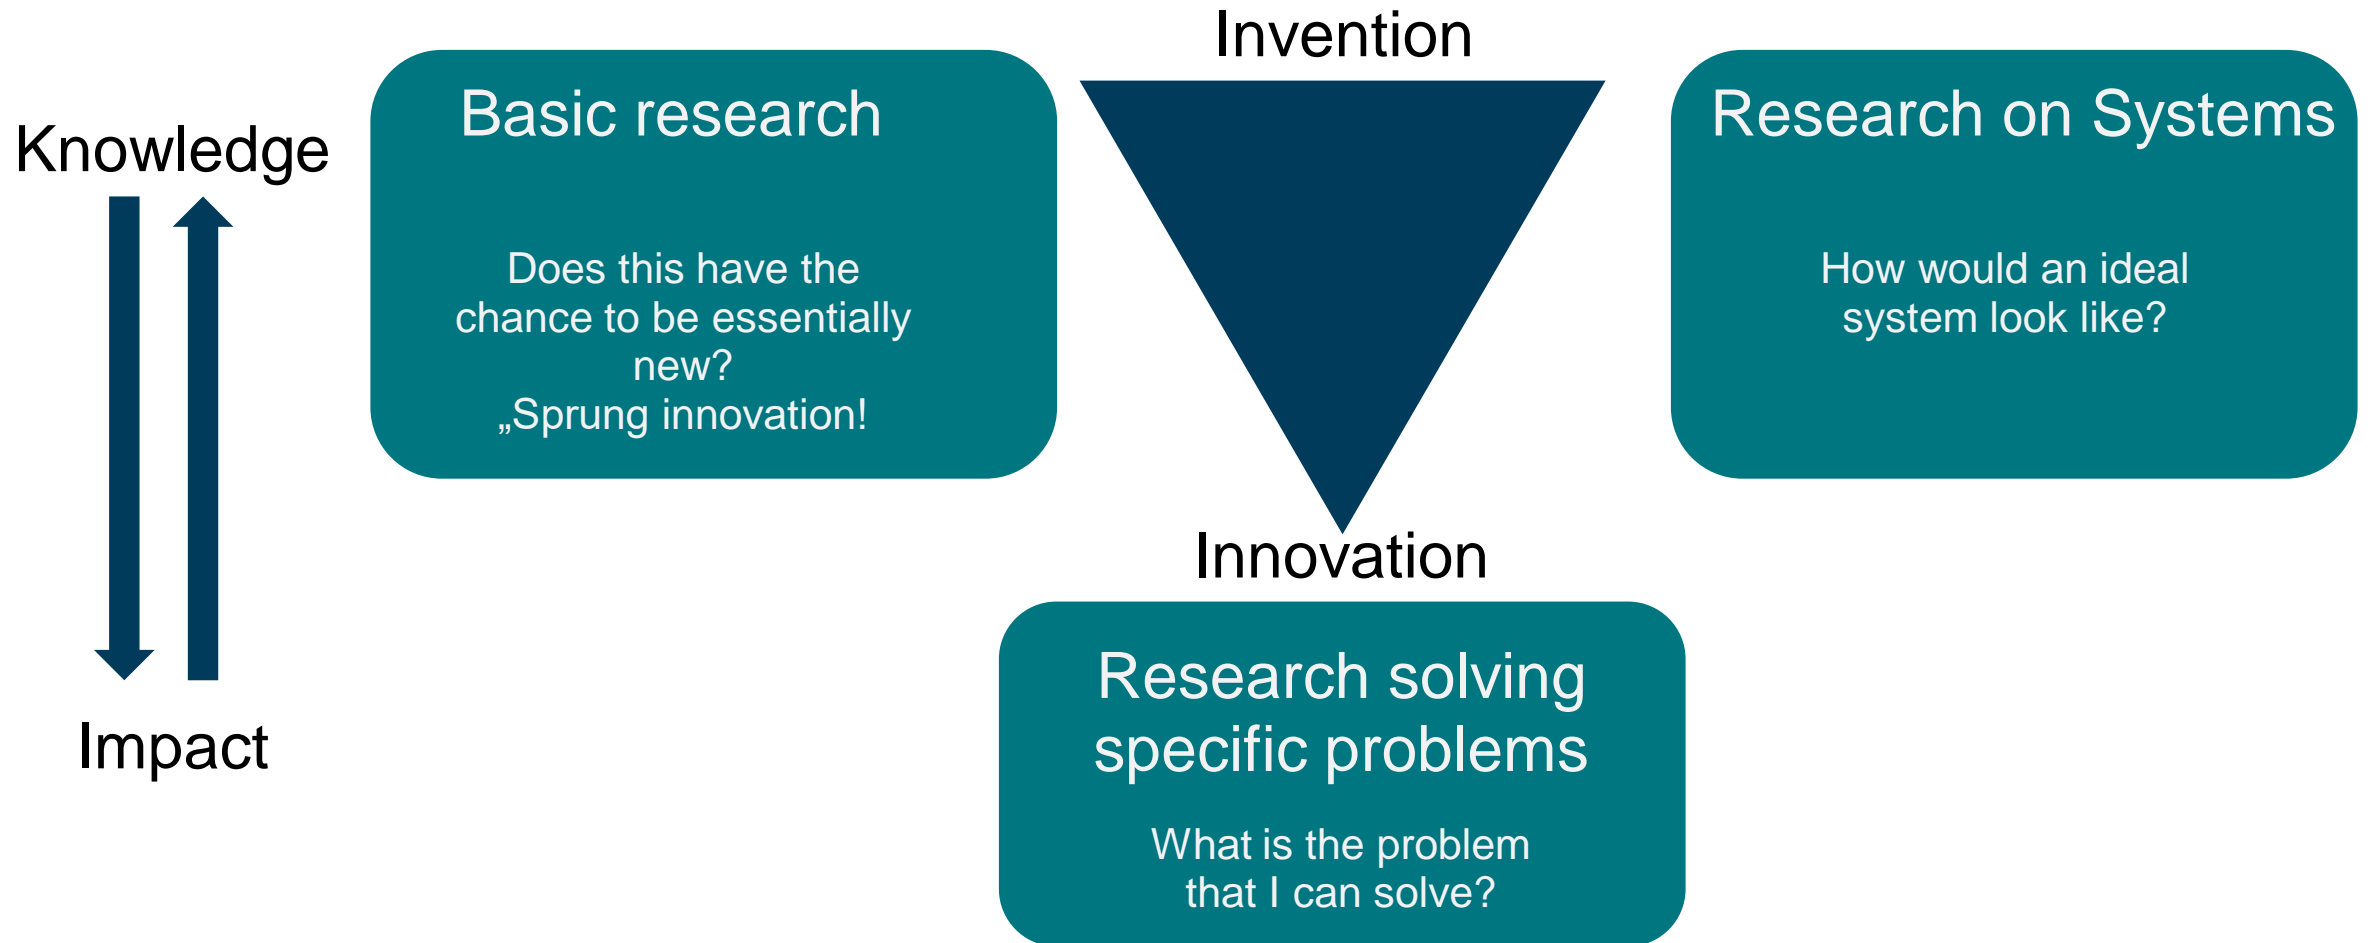 Knowledge
Impact
Basic research
Does this have the
chance to be essentially
new?
„Sprung innovation!
Invention
Innovation
Research on Systems
How would an ideal
system look like?
Research solving
specific problems
What is the problem
that I can solve?